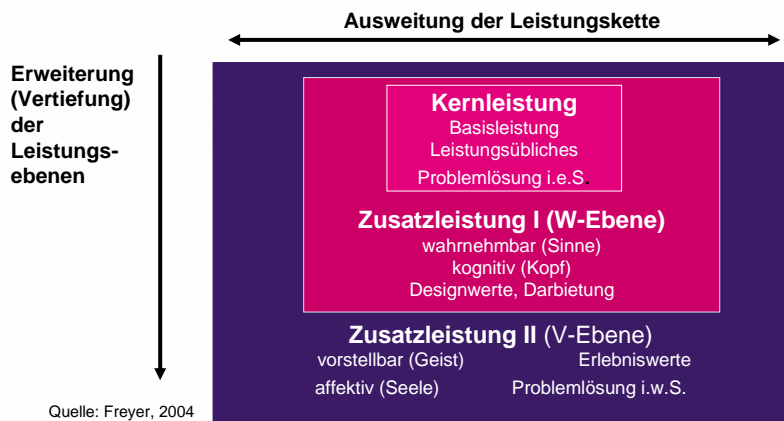 Ausweitung der Leistungskette
Erweiterung
(Vertiefung)
der
Leistungs-
ebenen
Kernleistung
Basisleistung
Leistungsübliches
Problemlösung i.e.S.
Zusatzleistung I (W-Ebene)
wahrnehmbar (Sinne)
kognitiv (Kopf)
Designwerte, Darbietung
Zusatzleistung II (V-Ebene)
vorstellbar (Geist) Erlebniswerte
affektiv (Seele) Problemlösung i.w.S.
Quelle: Freyer, 2004